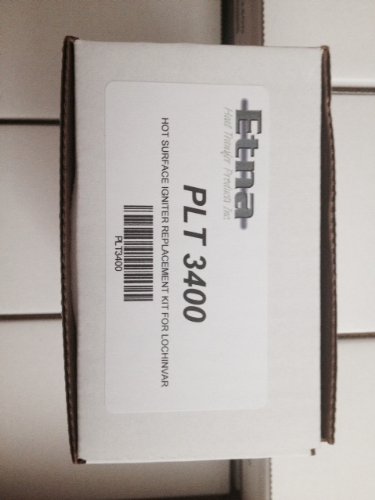 Etna
Heat Transfer Products Inc.
PLT 3400
HOT SURFACE IGNITER REPLACEMENT KIT FOR LOCHINVAR
PLT3400